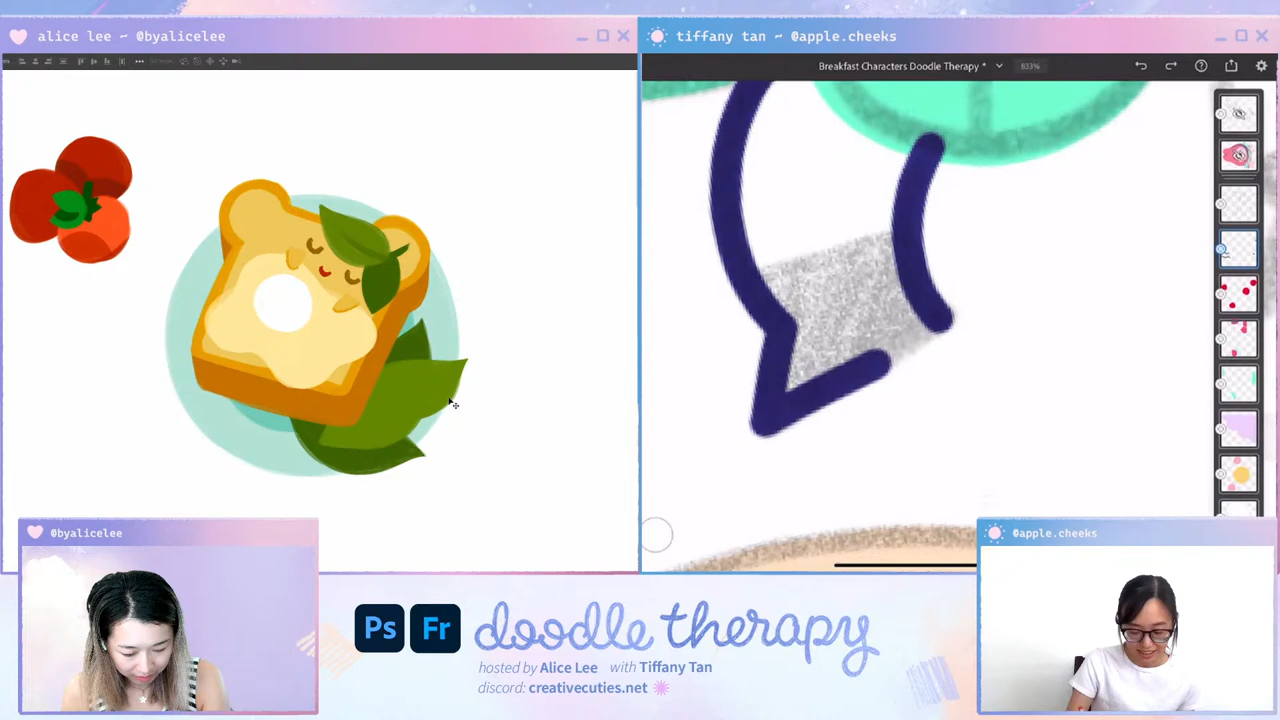 alice lee ~ @byalicelee
tiffany tan ~ @apple.cheeks
Breakfast Characters Doodle Therapy *
833%
@byalicelee
@apple.cheeks
Ps Fr doodle therapy
hosted by Alice Lee with Tiffany Tan
discord: creativecuties.net